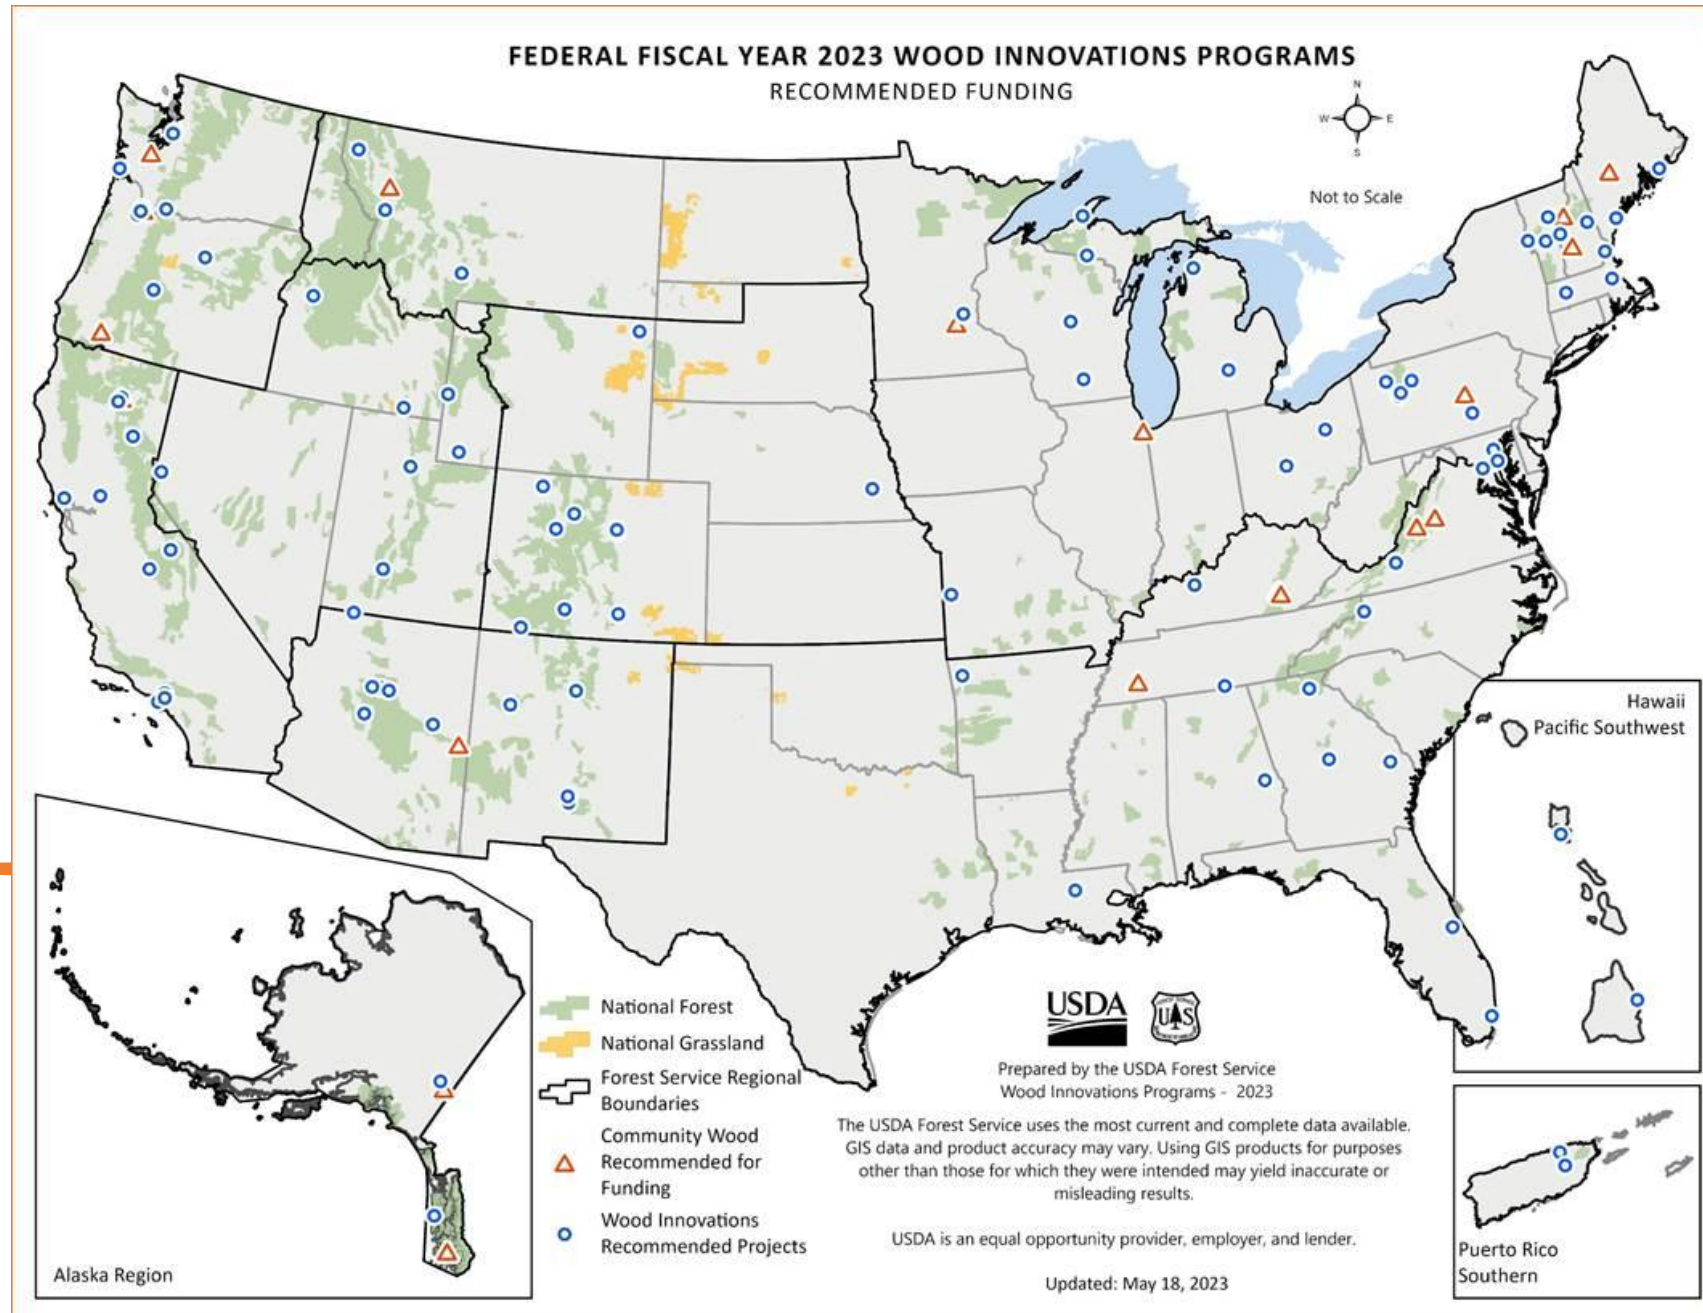 FEDERAL FISCAL YEAR 2023 WOOD INNOVATIONS PROGRAMS
RECOMMENDED FUNDING
N
W E
S
Not to Scale
Hawaii
Pacific Southwest
National Forest
National Grassland
Forest Service Regional
Boundaries
Community Wood
Recommended for
Funding
Wood Innovations
Recommended Projects
Alaska Region
USDA
U S
Prepared by the USDA Forest Service
Wood Innovations Programs - 2023
The USDA Forest Service uses the most current and complete data available.
GIS data and product accuracy may vary. Using GIS products for purposes
other than those for which they were intended may yield inaccurate or
misleading results.
USDA is an equal opportunity provider, employer, and lender.
Updated: May 18, 2023
Puerto Rico
Southern